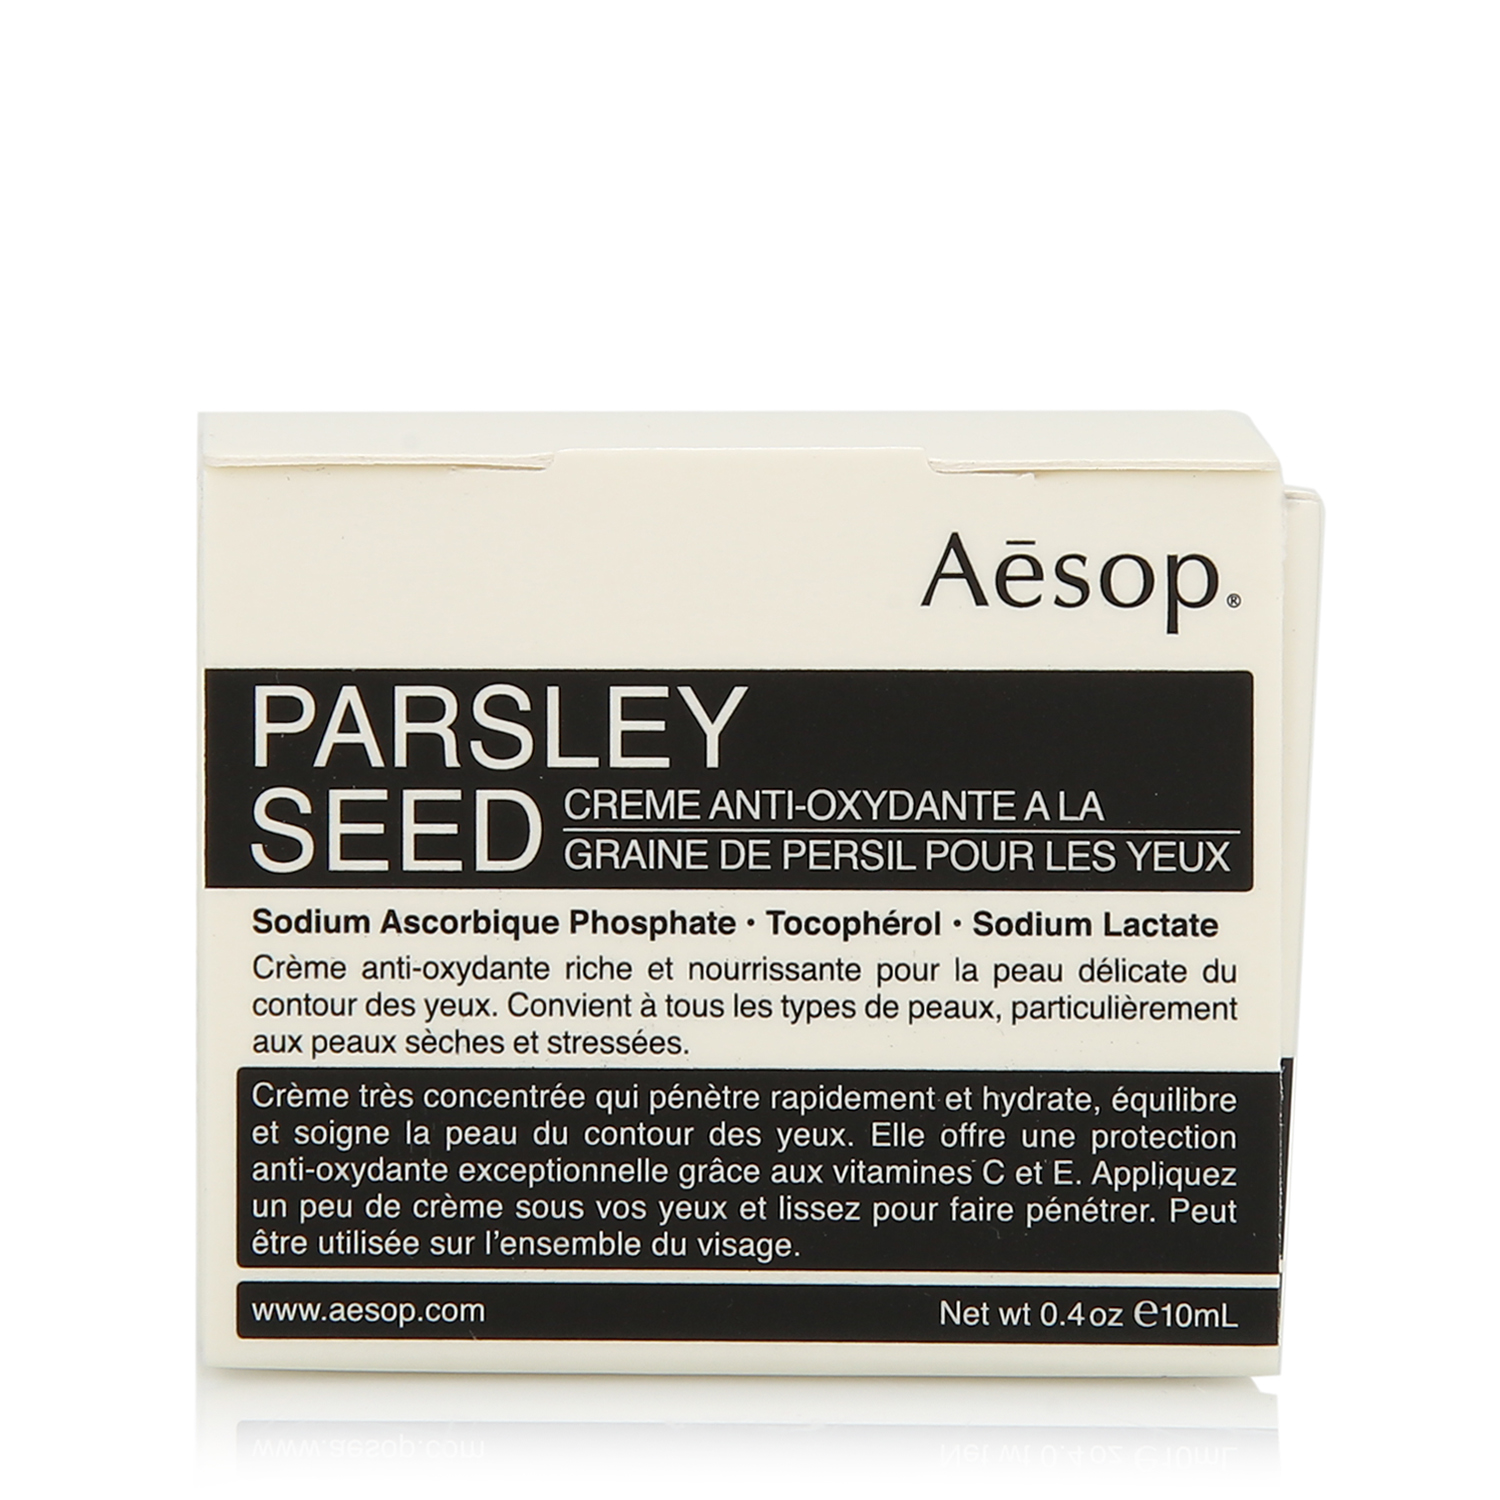 Aēsop®
PARSLEY
SEED CREME ANTI-OXYDANTE A LA
GRAINE DE PERSIL POUR LES YEUX
Sodium Ascorbique Phosphate · Tocophérol · Sodium Lactate
Crème anti-oxydante riche et nourrissante pour la peau délicate du
contour des yeux. Convient à tous les types de peaux, particulièrement
aux peaux sèches et stressées.
Crème très concentrée qui pénètre rapidement et hydrate, équilibre
et soigne la peau du contour des yeux. Elle offre une protection
anti-oxydante exceptionnelle grâce aux vitamines C et E. Appliquez
un peu de crème sous vos yeux et lissez pour faire pénétrer. Peut
être utilisée sur l'ensemble du visage.
www.aesop.com Net wt 0.4 oz ℮10mL